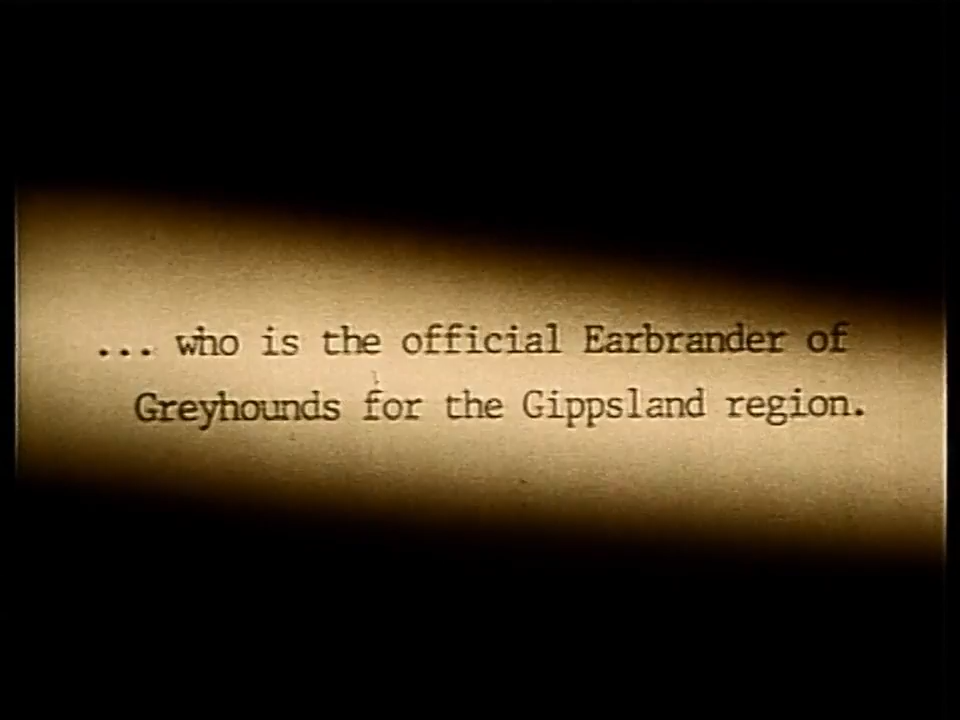 ... who is the official Earbrander of
Greyhounds for the Gippsland region.